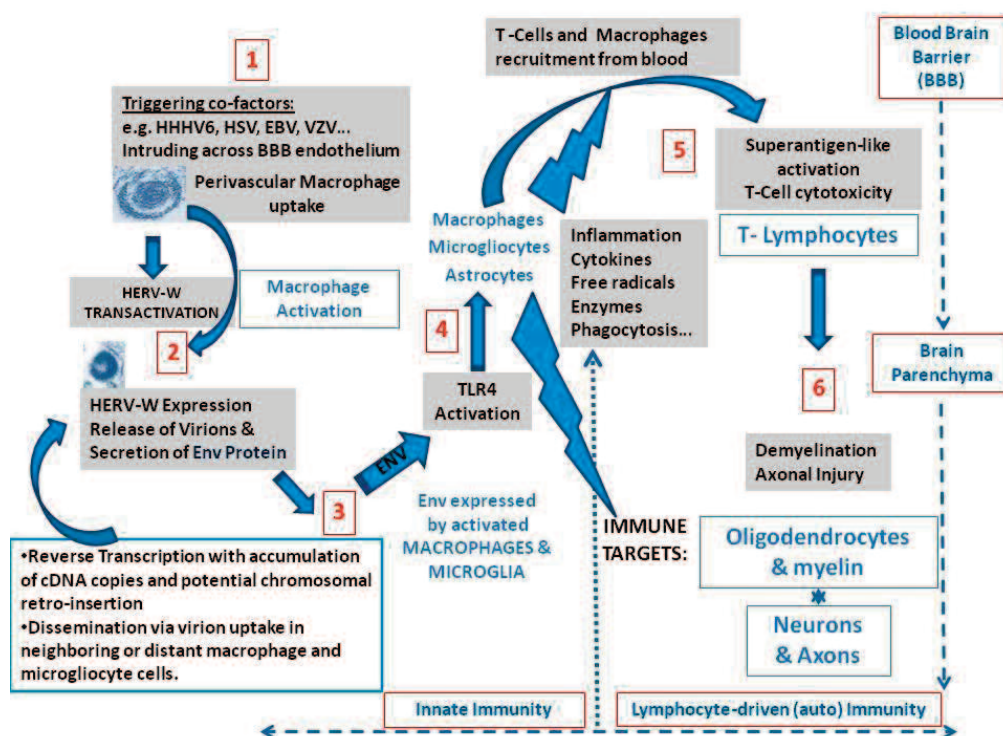 1
Triggering co-factors:
e.g. HHHV6, HSV, EBV, VZV...
Intruding across BBB endothelium
Perivascular Macrophage
uptake
HERV-W
TRANSACTIVATION
Macrophage
Activation
2
HERV-W Expression
Release of Virions &
Secretion of Env Protein
3
ENV
•Reverse Transcription with accumulation
of cDNA copies and potential chromosomal
retro-insertion
•Dissemination via virion uptake in
neighboring or distant macrophage and
microgliocyte cells.
TLR4
Activation
4
Env expressed
by activated
MACROPHAGES &
MICROGLIA
Macrophages
Microgliocytes
Astrocytes
T -Cells and Macrophages
recruitment from blood
Inflammation
Cytokines
Free radicals
Enzymes
Phagocytosis...
5
Superantigen-like
activation
T-Cell cytotoxicity
T- Lymphocytes
6
Demyelination
Axonal Injury
IMMUNE
TARGETS:
Oligodendrocytes
& myelin
Neurons
& Axons
Blood Brain
Barrier
(BBB)
Brain
Parenchyma
Innate Immunity
Lymphocyte-driven (auto) Immunity